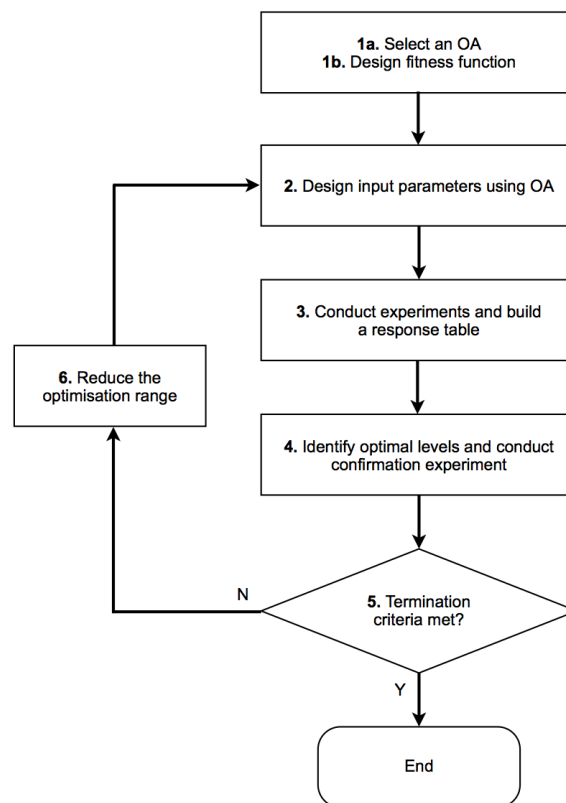 1a. Select an OA
1b. Design fitness function
2. Design input parameters using OA
3. Conduct experiments and build
a response table
6. Reduce the
optimisation range
4. Identify optimal levels and conduct
confirmation experiment
N
5. Termination
criteria met?
Y
End